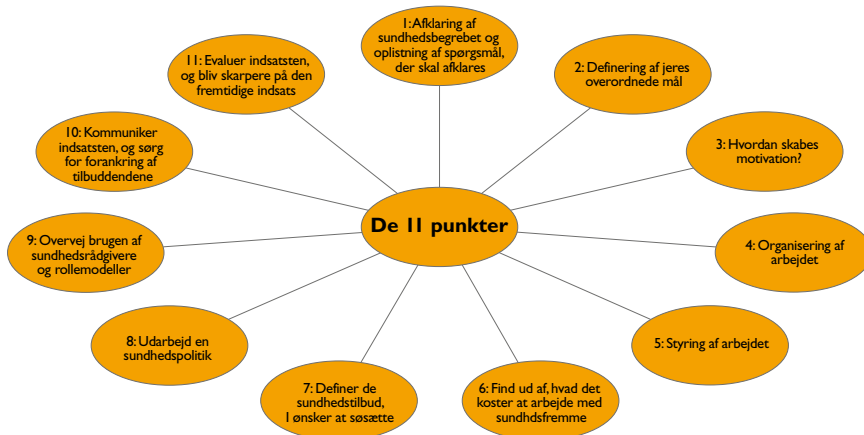 1: Afklaring af
sundhedsbegrebet og
oplistning af spørgsmål,
der skal afklares
2: Definering af jeres
overordnede mål
3: Hvordan skabes
motivation?
4: Organisering af
arbejdet
5: Styring af arbejdet
6: Find ud af, hvad det
koster at arbejde med
sundhdsfremme
7: Definer de
sundhedstilbud,
I ønsker at søsætte
8: Udarbejd en
sundhedspolitik
9: Overvej brugen af
sundhedsrådgivere
og rollemodeller
10: Kommuniker
indsatsten, og sørg
for forankring af
tilbuddendene
11: Evaluer indsatsten,
og bliv skarpere på den
fremtidige indsats
De 11 punkter